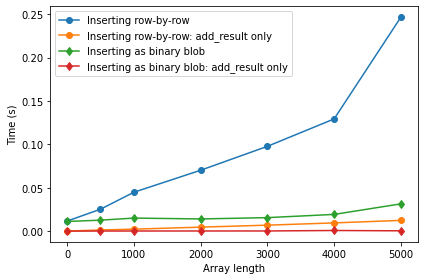 Inserting row-by-row
Inserting row-by-row: add_result only
Inserting as binary blob
Inserting as binary blob: add_result only
0.25
0.20
0.15
0.10
0.05
0.00
Time (s)
0 1000 2000 3000 4000 5000
Array length